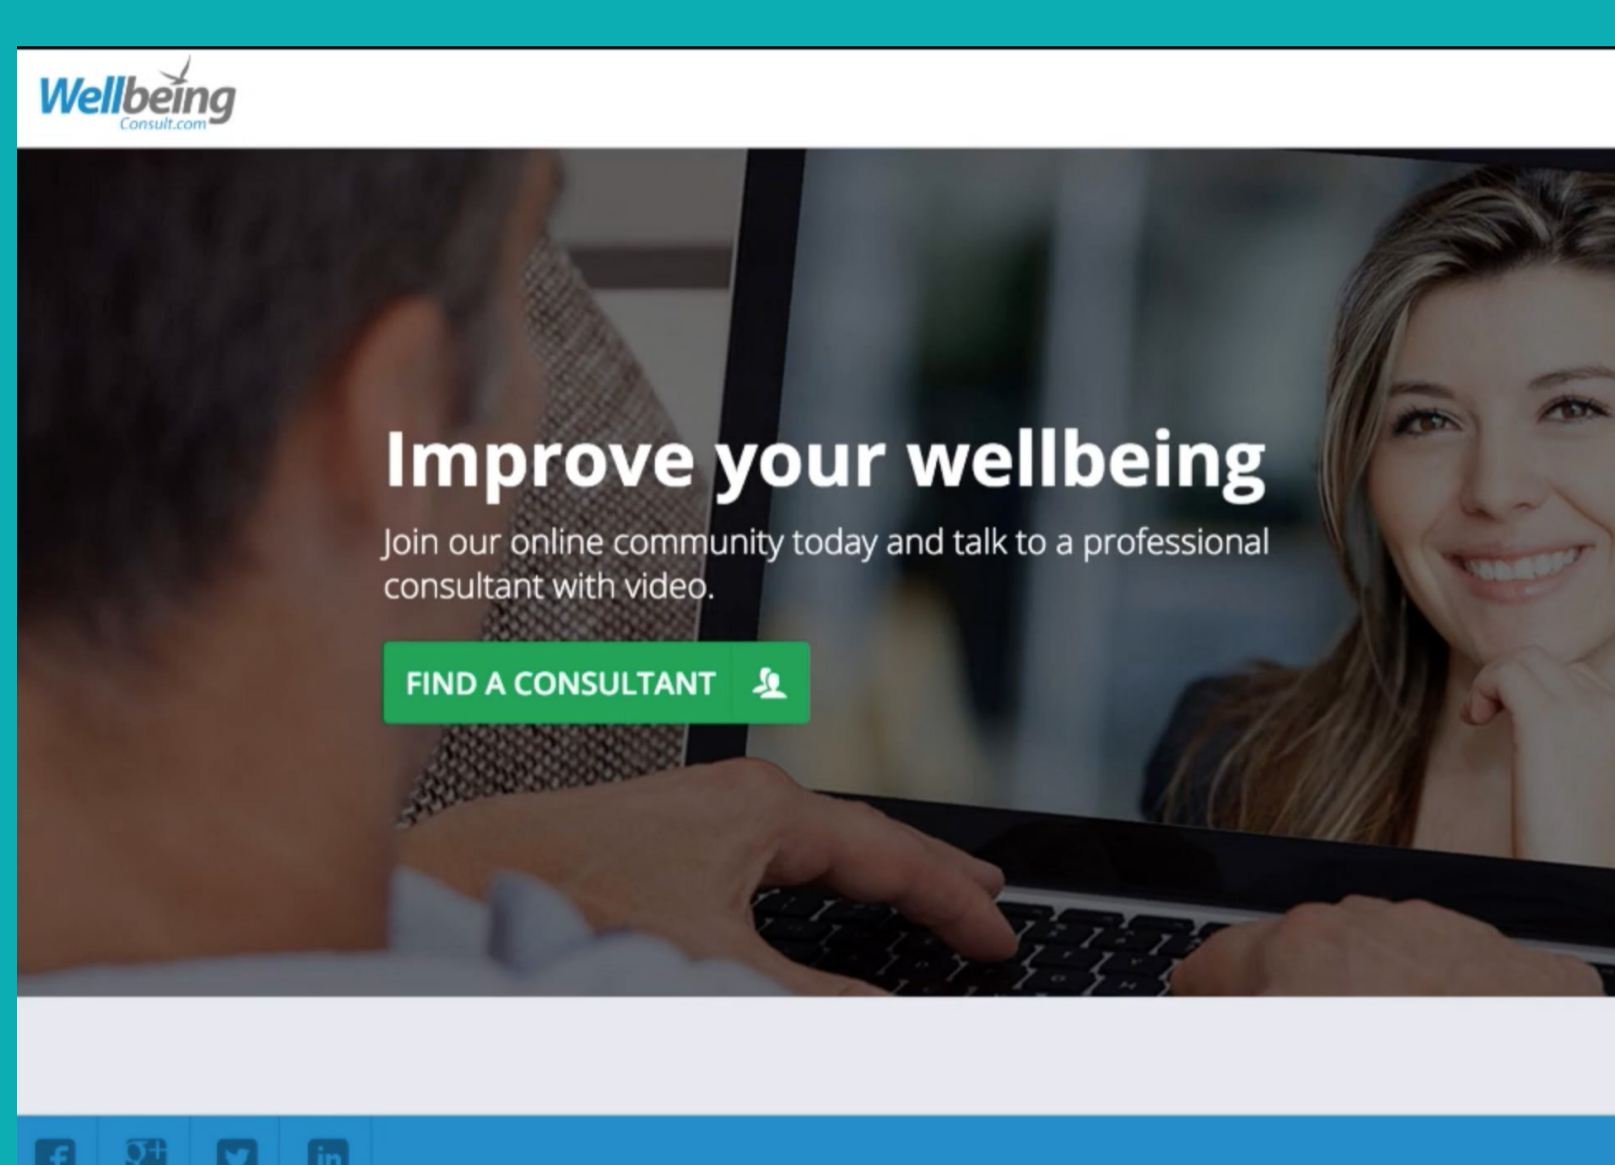 Wellbeing
Consult.com
Improve your wellbeing
Join our online community today and talk to a professional
consultant with video.
FIND A CONSULTANT